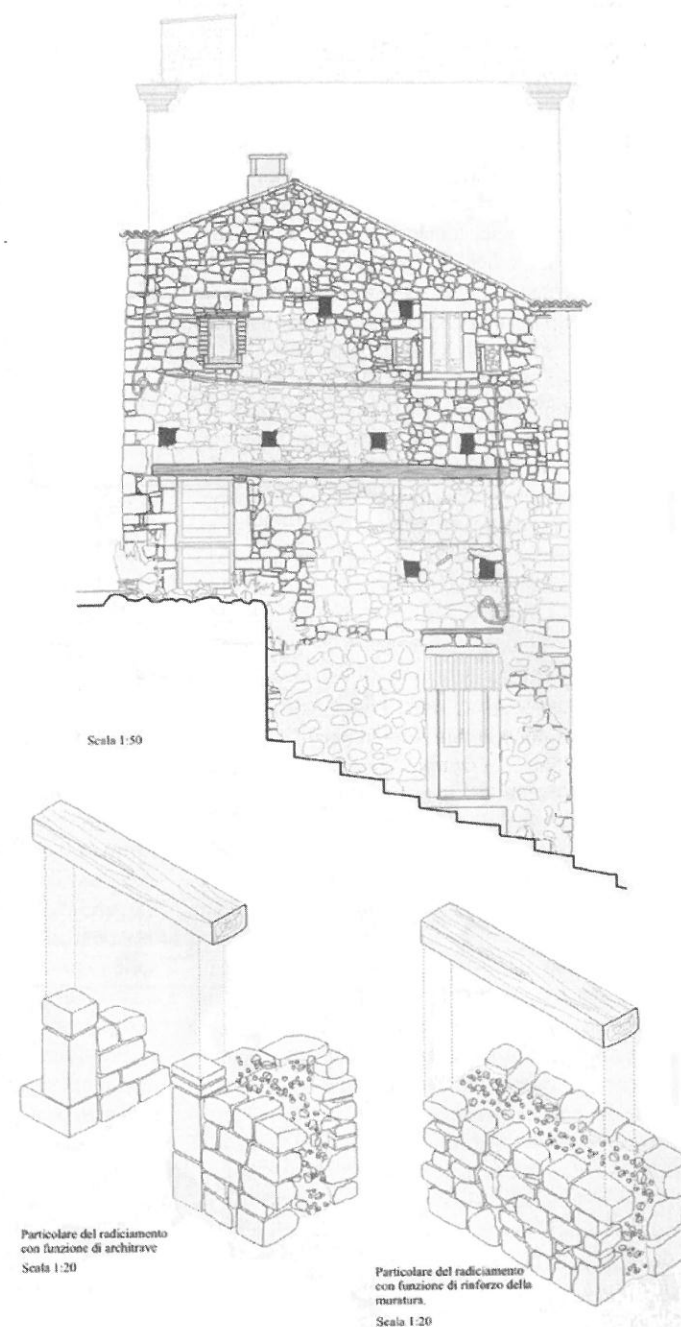 Scala 1:50
Particolare del radiciamento
con funzione di architrave
Scala 1:20
Particolare del radiciamento
con funzione di rinforzo della
muratura.
Scala 1:20